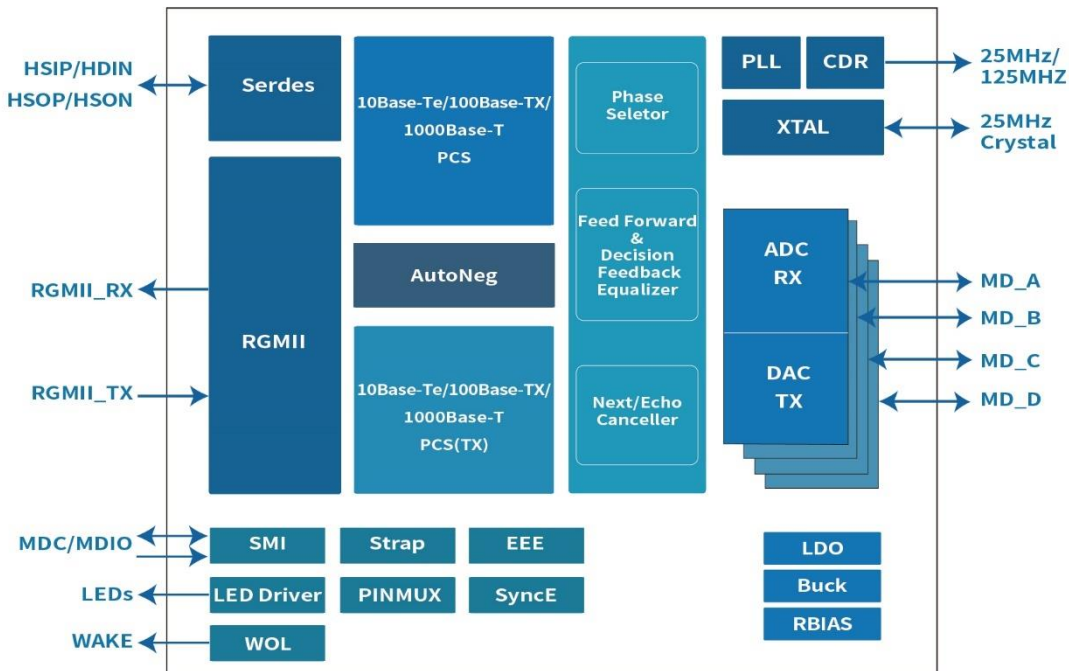 HSIP/HDIN
HSOP/HSON
Serdes
10Base-Te/100Base-TX/
1000Base-T
PCS
Phase
Seletor
PLL
CDR
25MHz/
125MHZ
XTAL
25MHz
Crystal
RGMII_RX
RGMII_TX
RGMII
AutoNeg
10Base-Te/100Base-TX/
1000Base-T
PCS(TX)
Feed Forward
&
Decision
Feedback
Equalizer
Next/Echo
Canceller
ADC
RX
DAC
TX
MD_A
MD_B
MD_C
MD_D
MDC/MDIO
SMI
Strap
EEE
LEDs
LED Driver
PINMUX
SyncE
WAKE
WOL
LDO
Buck
RBIAS